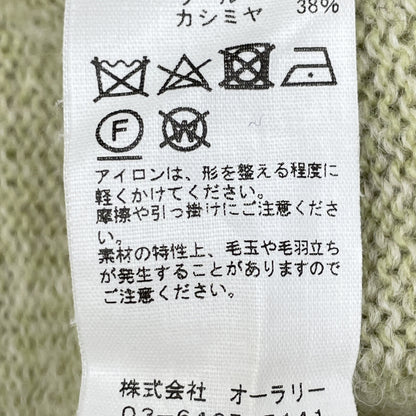 カシミヤ 38%
F W
アイロンは、形を整える程度に
軽くかけてください。
摩擦や引っ掛けにご注意くださ
い。
素材の特性上、毛玉や毛羽立ち
が発生することがありますので
ご注意ください。
株式会社 オーラリー